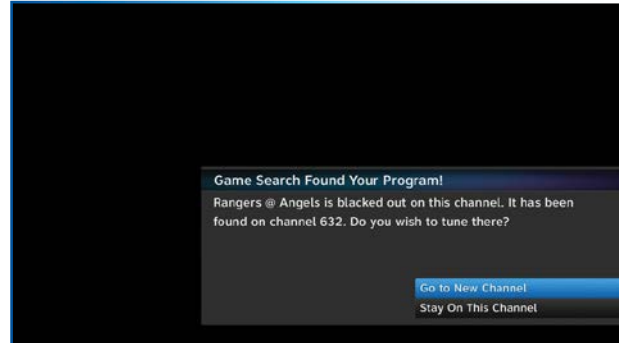 Game Search Found Your Program!
Rangers @ Angels is blacked out on this channel. It has been
found on channel 632. Do you wish to tune there?
Go to New Channel
Stay On This Channel